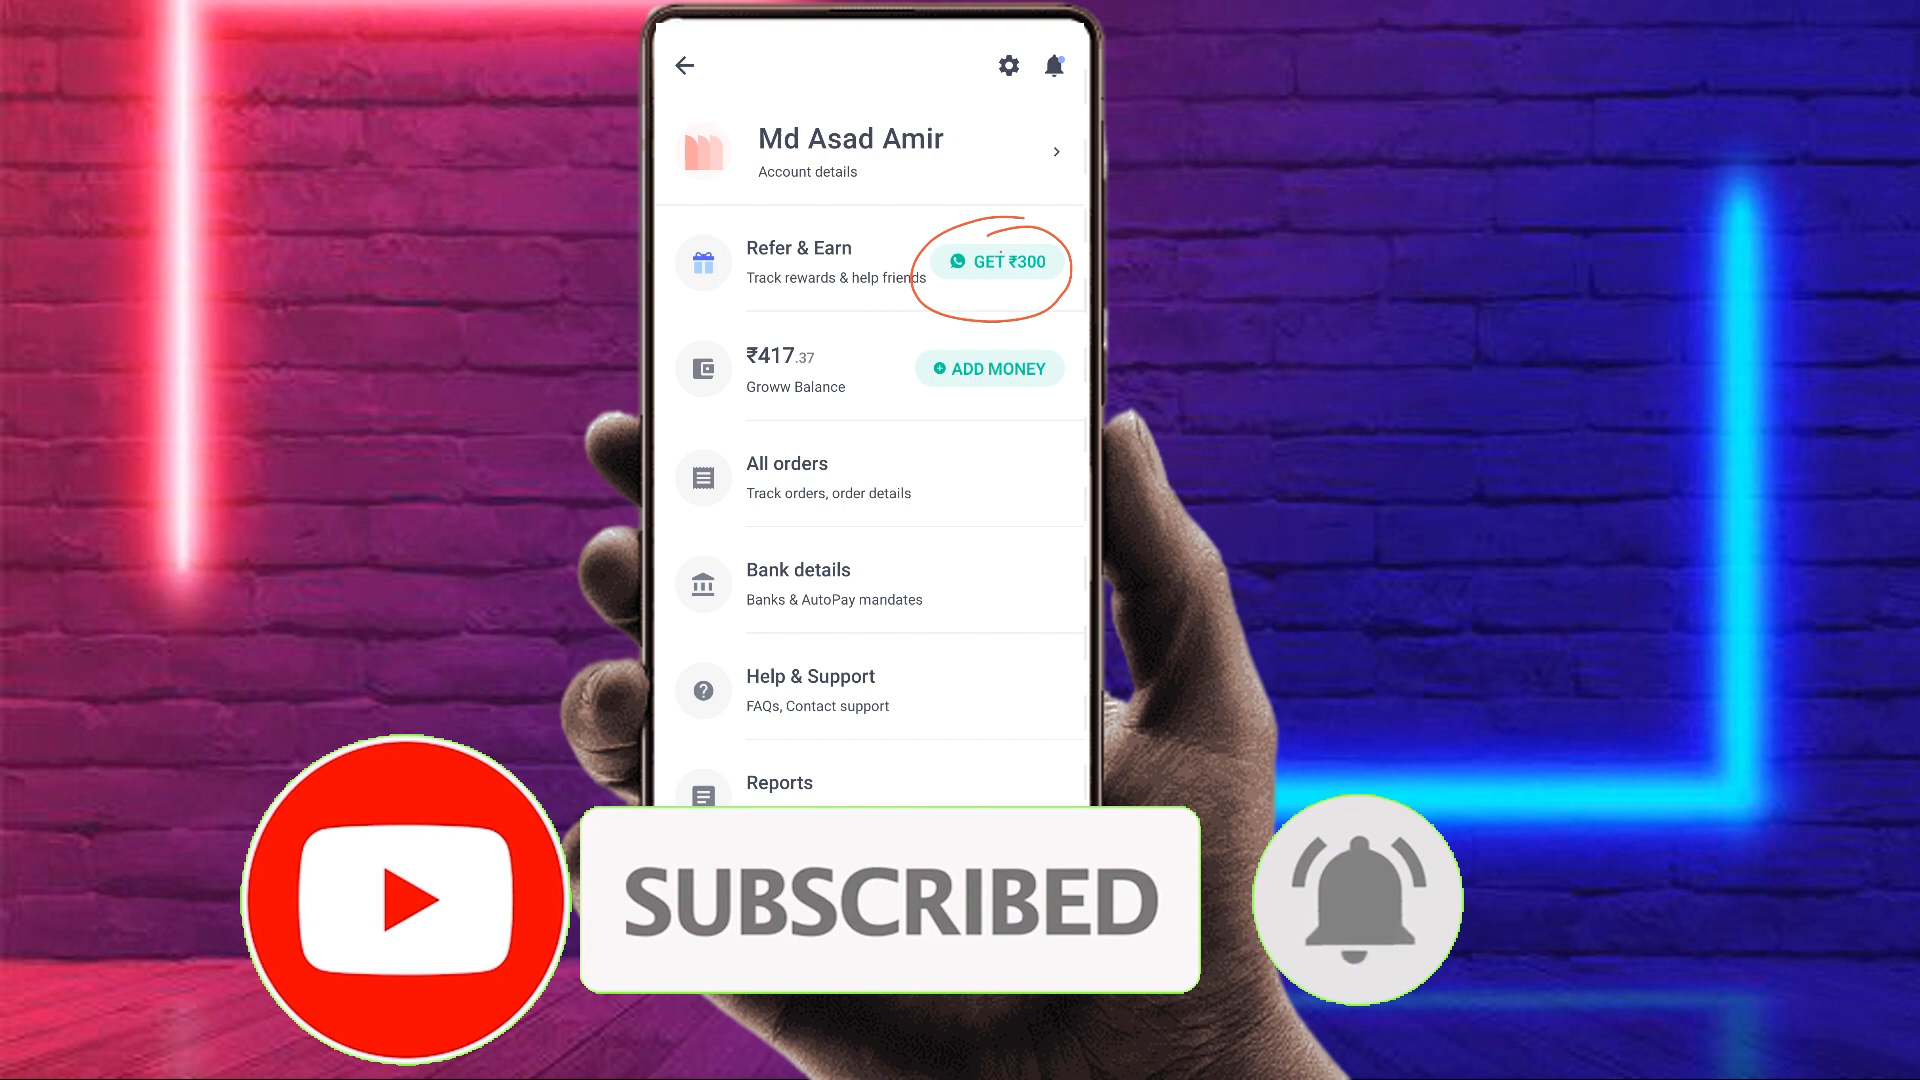 Md Asad Amir
Account details
Refer & Earn
GET ₹300
Track rewards & help friends
₹417.37
ADD MONEY
Groww Balance
All orders
Track orders, order details
Bank details
Banks & AutoPay mandates
Help & Support
FAQs, Contact support
Reports
SUBSCRIBED